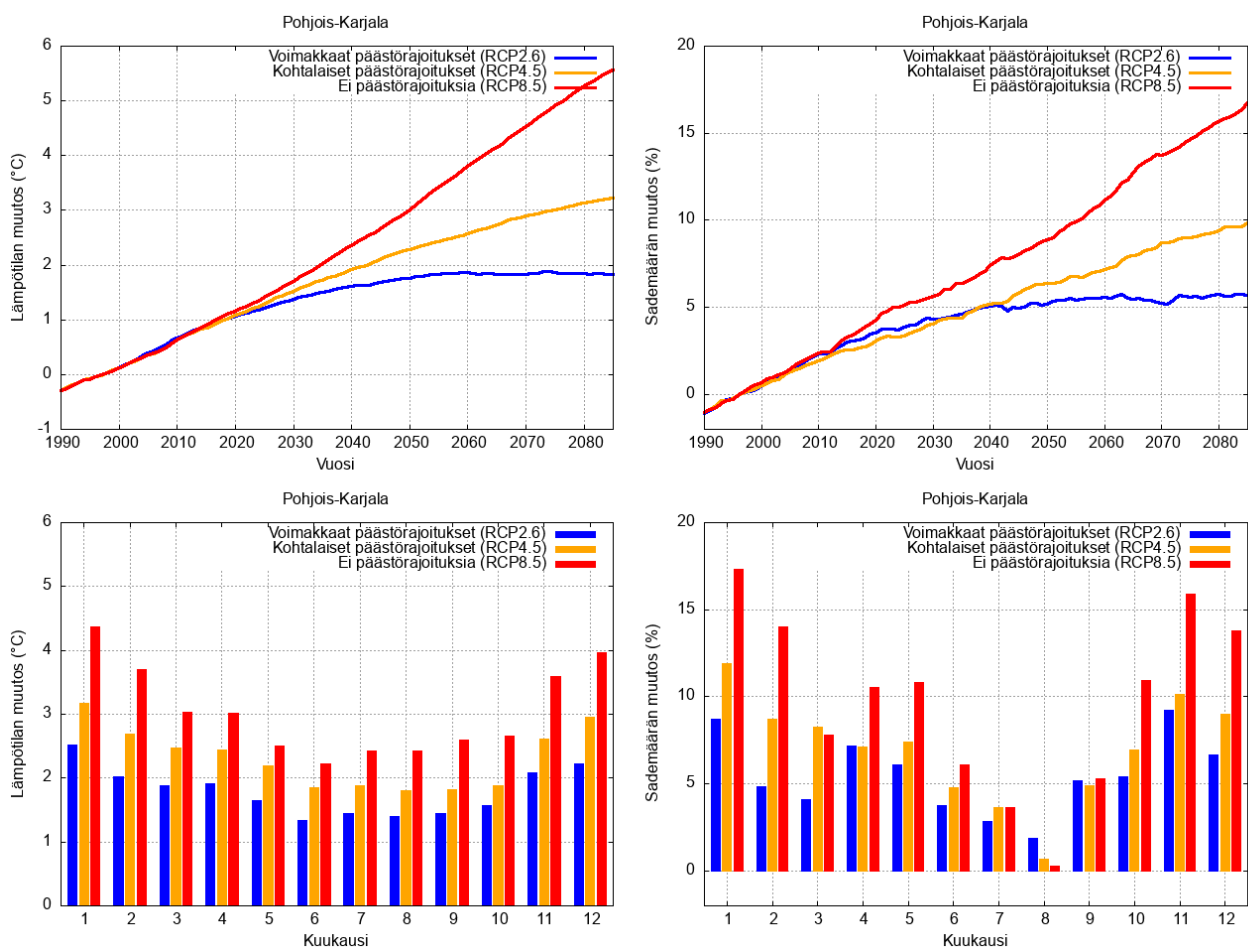 Pohjois-Karjala
6
5
4
3
2
1
0
-1
Lämpötilan muutos (°C)
Voimakkaat päästörajoitukset (RCP2.6)
Kohtalaiset päästörajoitukset (RCP4.5)
Ei päästörajoituksia (RCP8.5)
1990 2000 2010 2020 2030 2040 2050 2060 2070 2080
Vuosi
Pohjois-Karjala
20
15
10
5
0
Sademäärän muutos (%)
Voimakkaat päästörajoitukset (RCP2.6)
Kohtalaiset päästörajoitukset (RCP4.5)
Ei päästörajoituksia (RCP8.5)
1990 2000 2010 2020 2030 2040 2050 2060 2070 2080
Vuosi
Pohjois-Karjala
6
5
4
3
2
1
0
Lämpötilan muutos (°C)
Voimakkaat päästörajoitukset (RCP2.6)
Kohtalaiset päästörajoitukset (RCP4.5)
Ei päästörajoituksia (RCP8.5)
1 2 3 4 5 6 7 8 9 10 11 12
Kuukausi
Pohjois-Karjala
20
15
10
5
0
Sademäärän muutos (%)
Voimakkaat päästörajoitukset (RCP2.6)
Kohtalaiset päästörajoitukset (RCP4.5)
Ei päästörajoituksia (RCP8.5)
1 2 3 4 5 6 7 8 9 10 11 12
Kuukausi